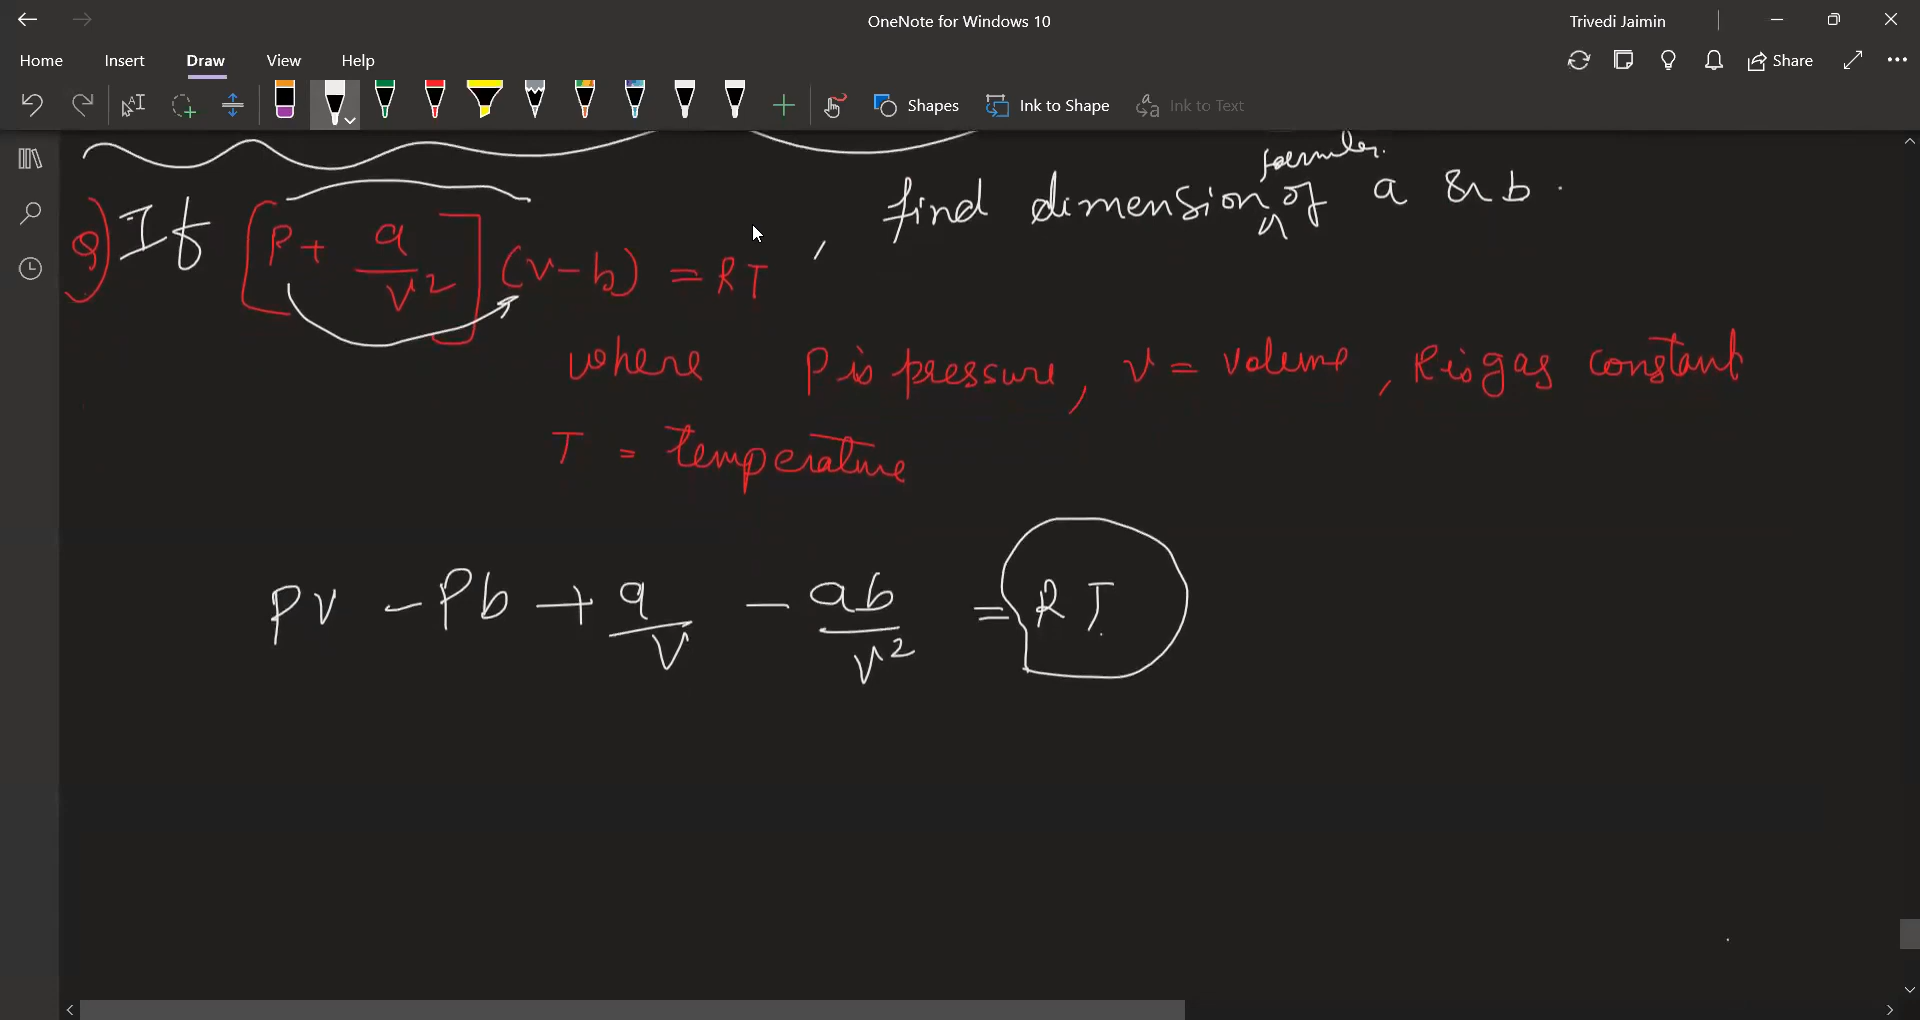 OneNote for Windows 10
Trivedi Jaimin
Home Insert Draw View Help
Share
Shapes Ink to Shape Ink to Text
formula.
Q) If [P + a/V²] (v-b) = RT , find dimension ^ of a & b.
where P is pressure, v = volume, R is gas constant
T = temperature
PV - Pb + a/V - ab/V² = RT